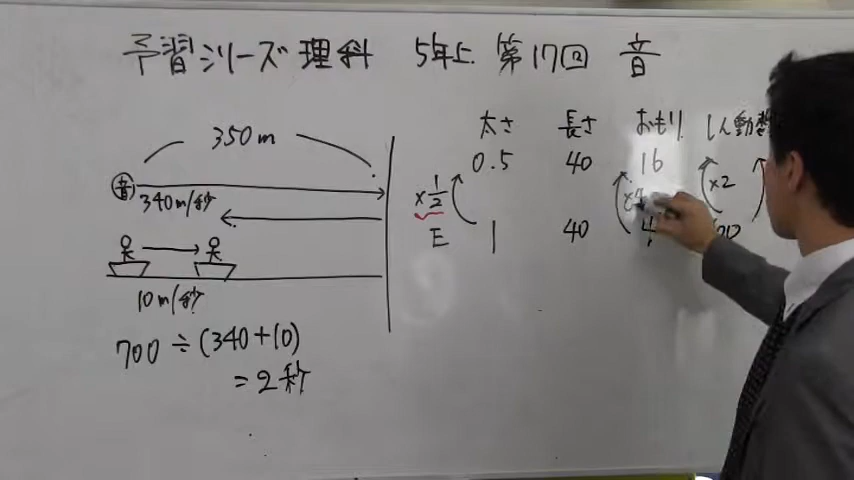 予習シリーズ理科 5年上 第17回 音
350m
音
340m/秒
10m/秒
700÷(340+10)
=2秒
太さ 長さ おもり しん動数
0.5 40 16
×1/2 ×2
E 1 40 4